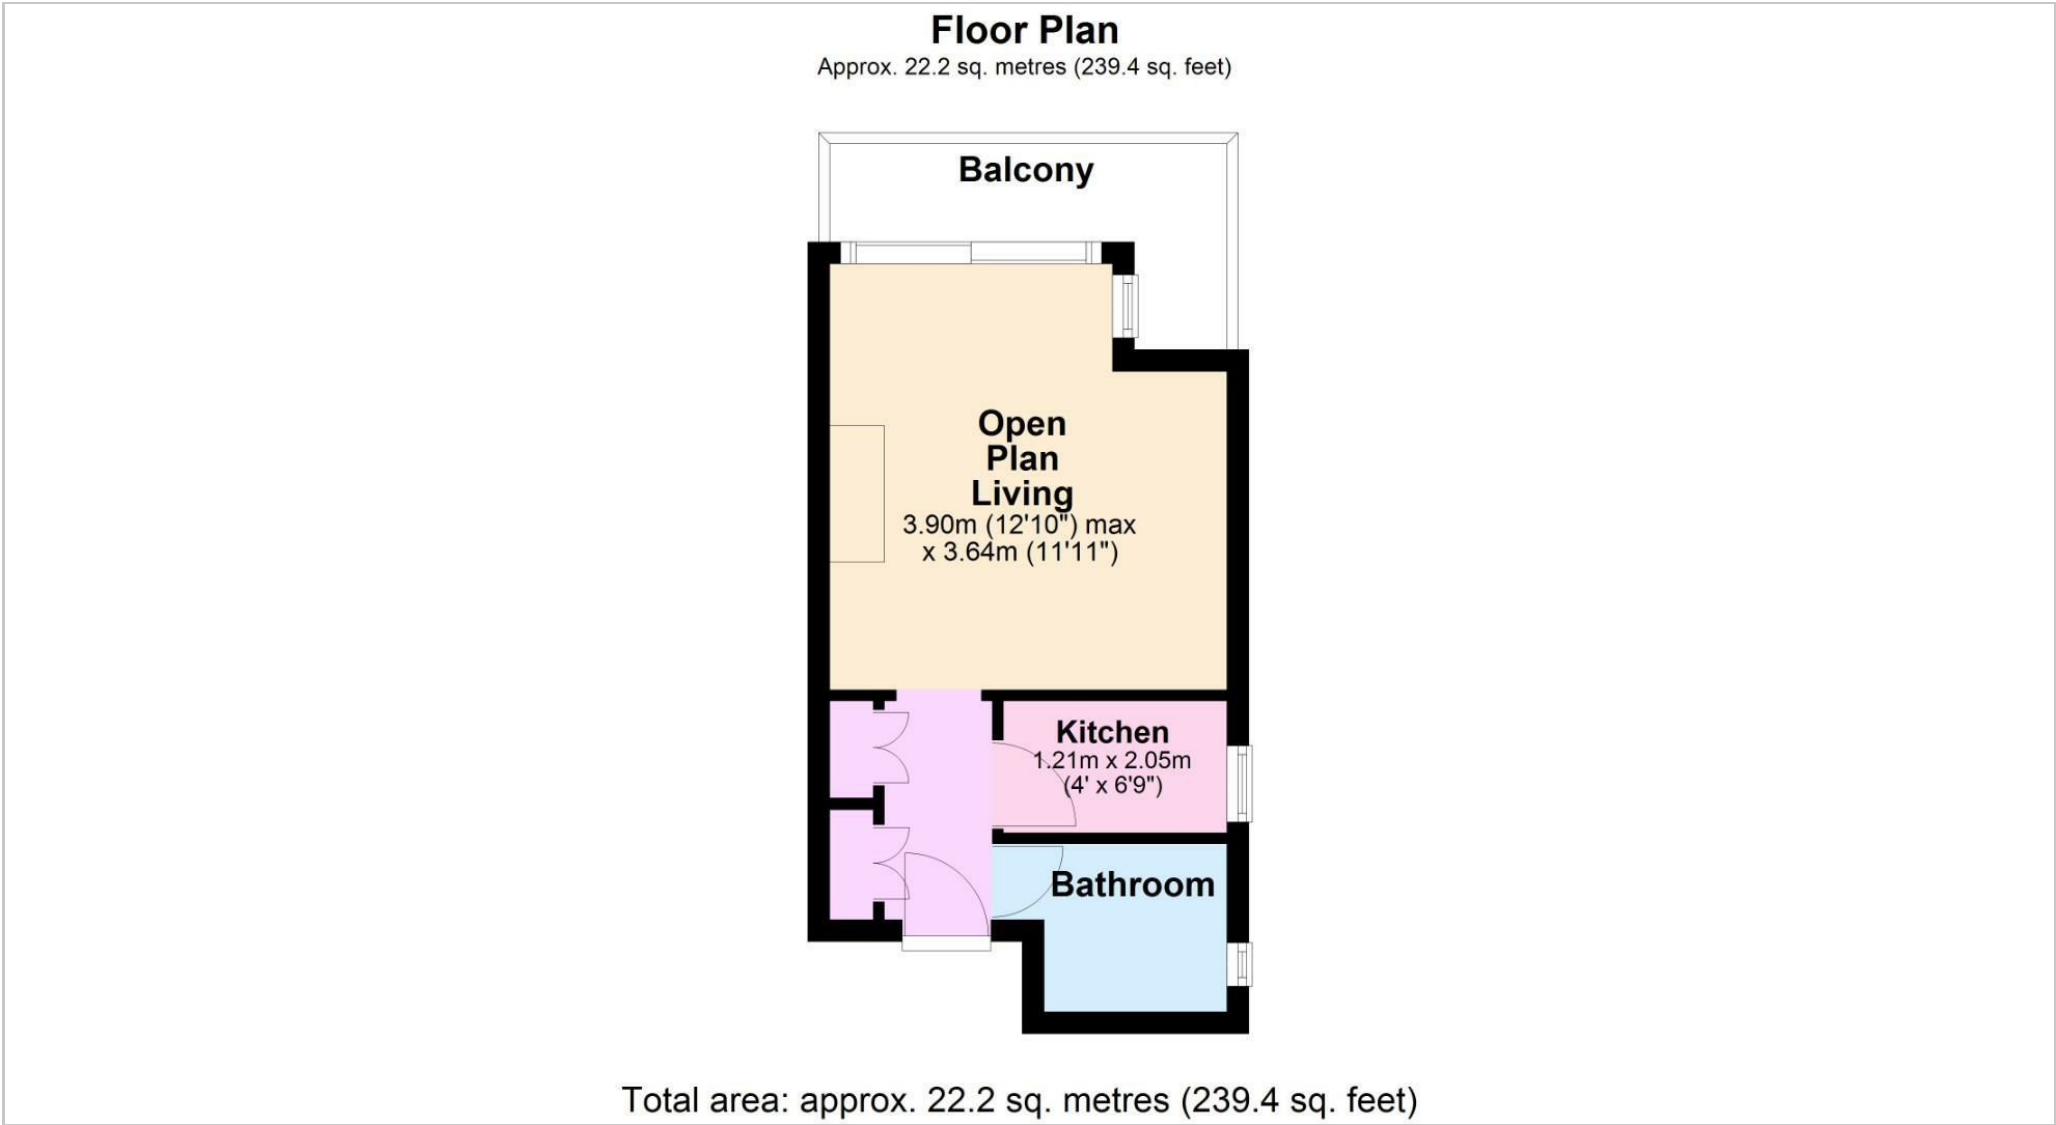 Floor Plan
Approx. 22.2 sq. metres (239.4 sq. feet)
Balcony
Open
Plan
Living
3.90m (12'10") max
x 3.64m (11'11")
Kitchen
1.21m x 2.05m
(4' x 6'9")
Bathroom
Total area: approx. 22.2 sq. metres (239.4 sq. feet)